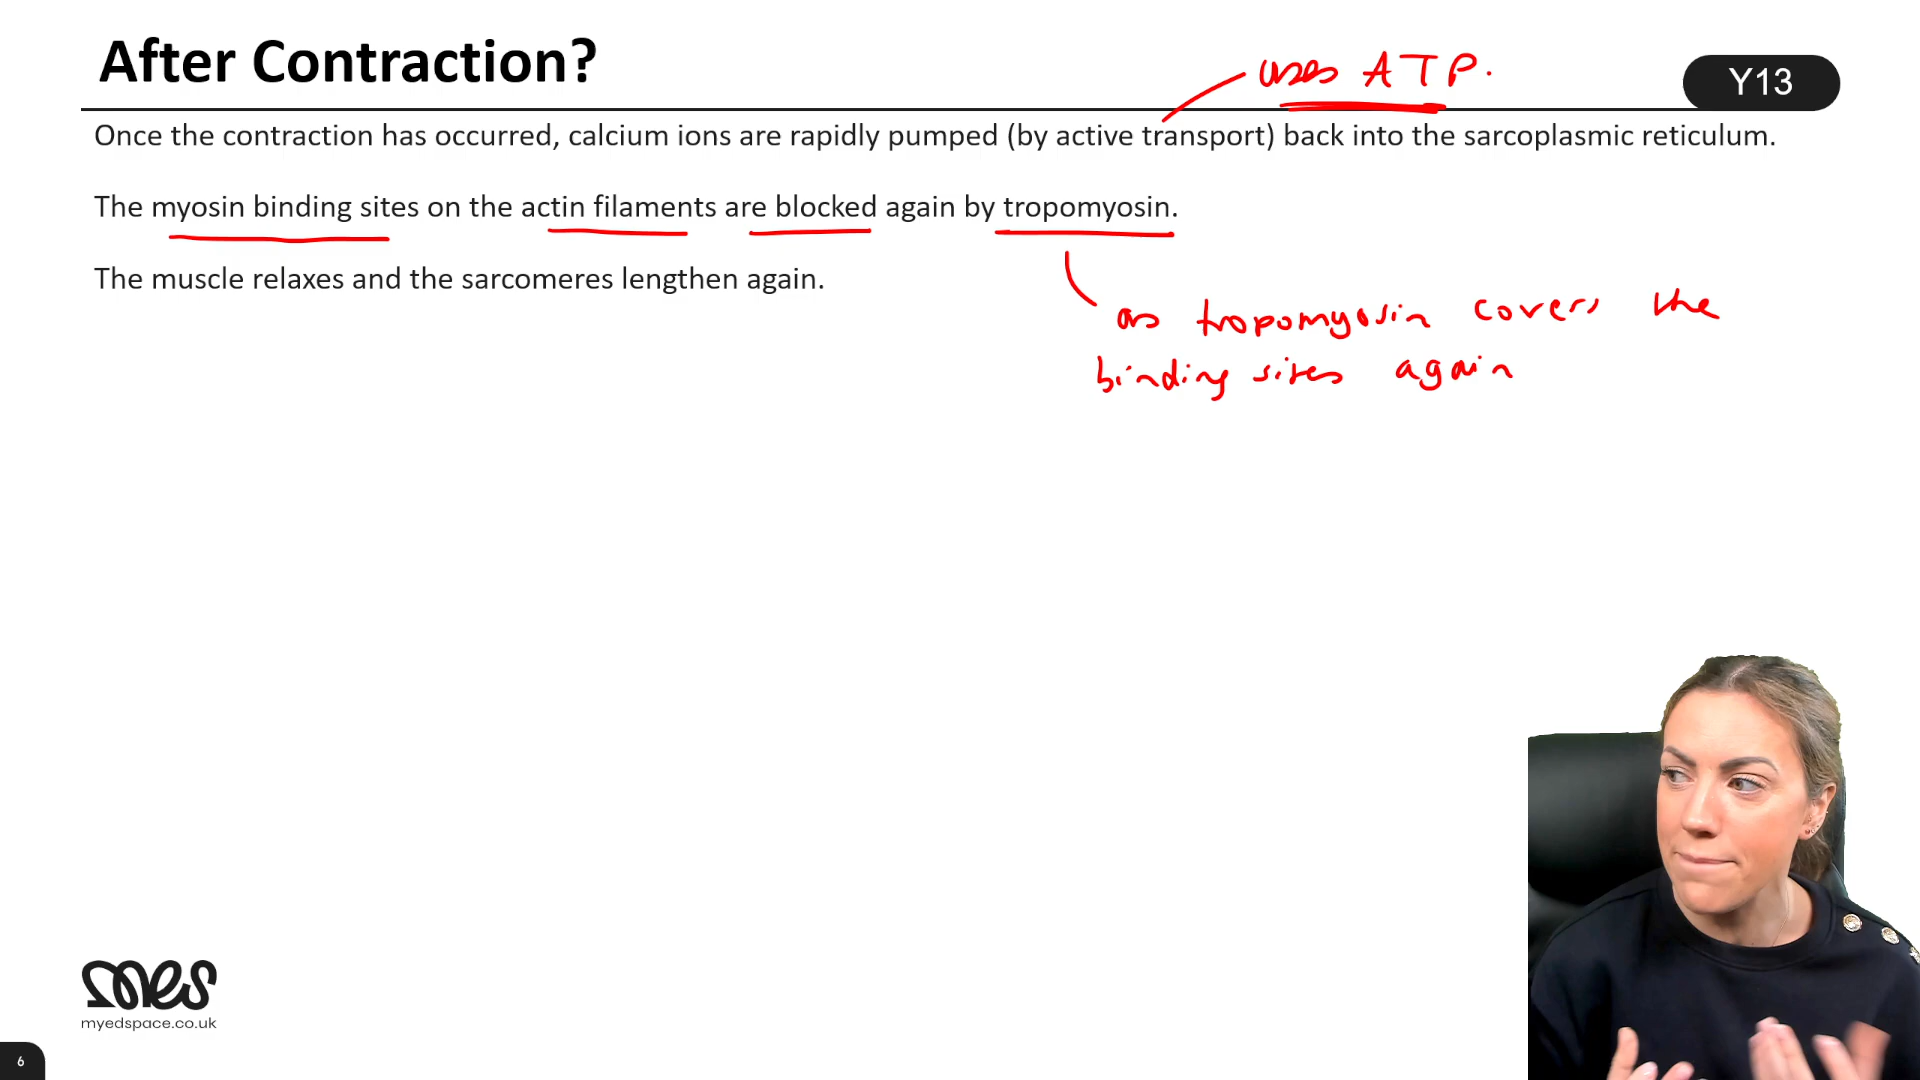 After Contraction?
uses ATP.
Y13
Once the contraction has occurred, calcium ions are rapidly pumped (by active transport) back into the sarcoplasmic reticulum.
The myosin binding sites on the actin filaments are blocked again by tropomyosin.
The muscle relaxes and the sarcomeres lengthen again.
as tropomyosin covers the
binding sites again
mes
myedspace.co.uk
6